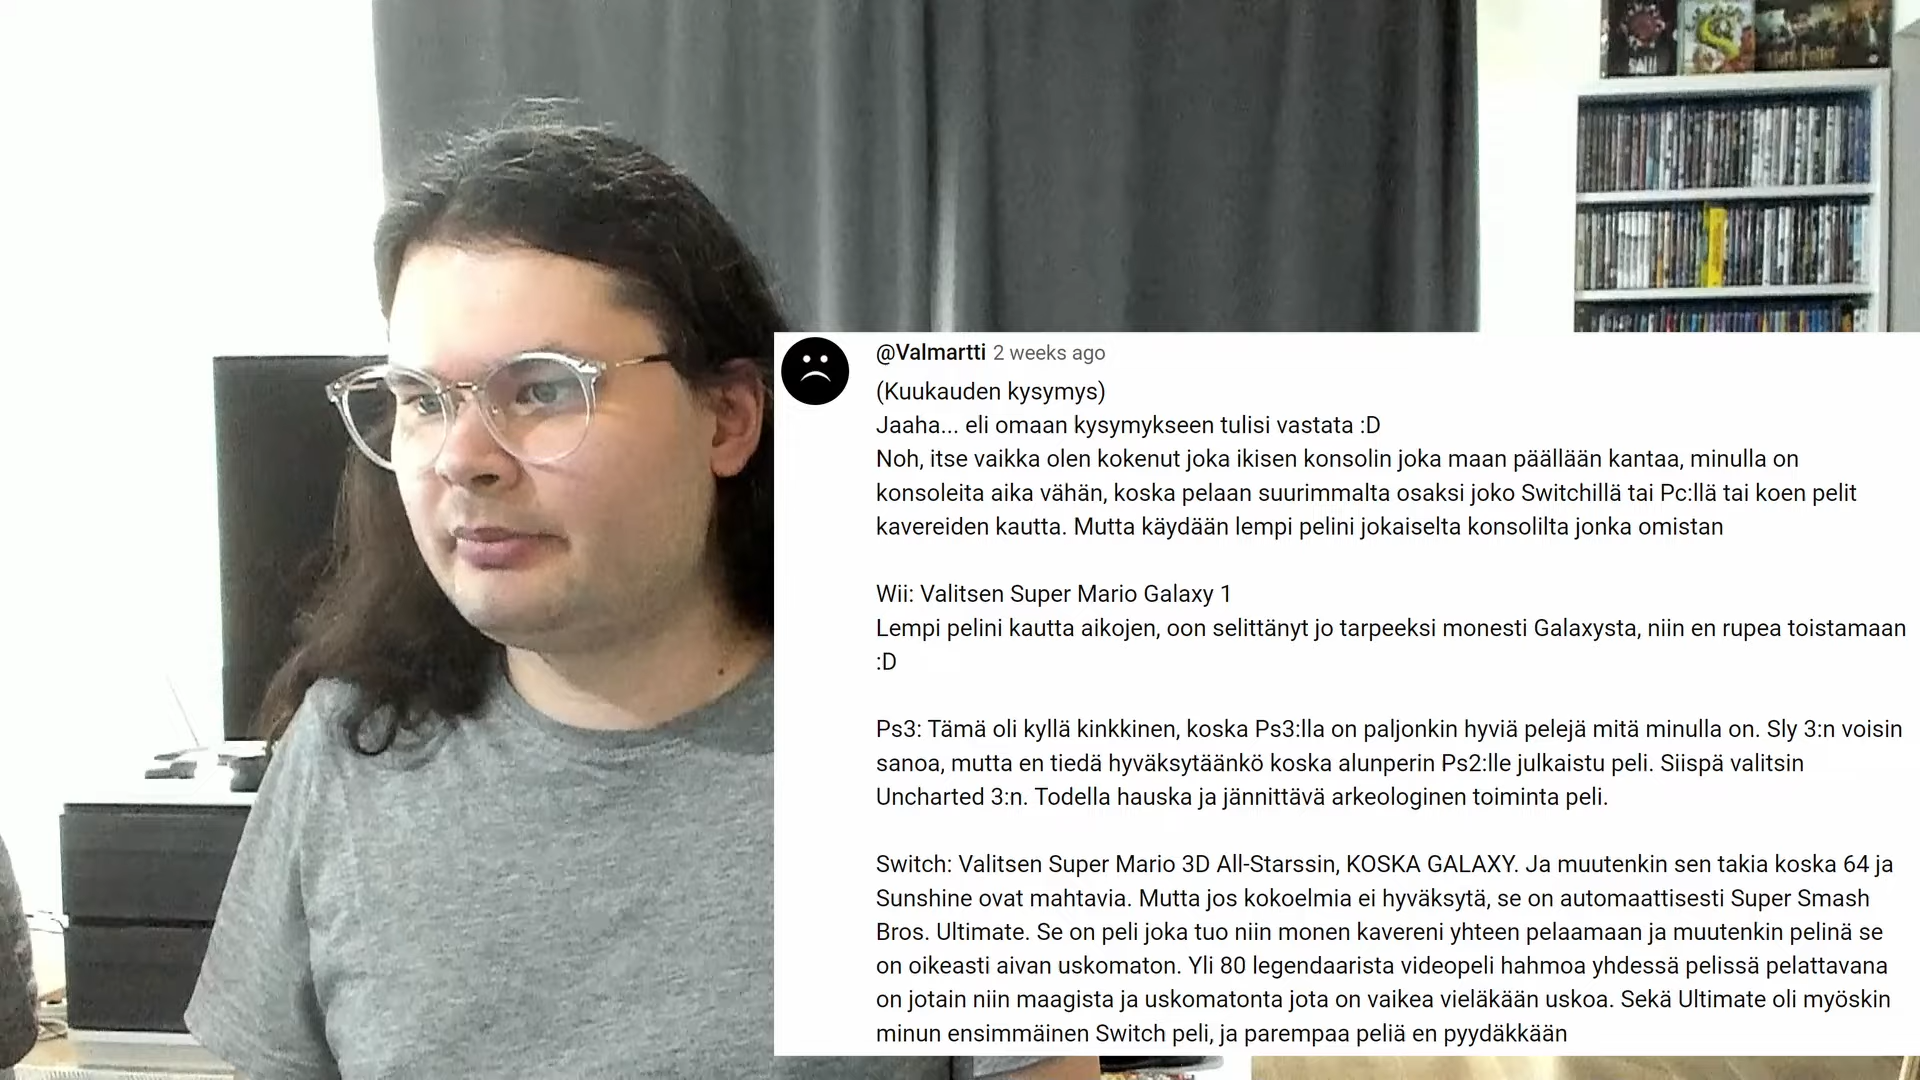 SAW
@Valmartti 2 weeks ago
(Kuukauden kysymys)
Jaaha... eli omaan kysymykseen tulisi vastata :D
Noh, itse vaikka olen kokenut joka ikisen konsolin joka maan päällään kantaa, minulla on
konsoleita aika vähän, koska pelaan suurimmalta osaksi joko Switchillä tai Pc:llä tai koen pelit
kavereiden kautta. Mutta käydään lempi pelini jokaiselta konsolilta jonka omistan
Wii: Valitsen Super Mario Galaxy 1
Lempi pelini kautta aikojen, oon selittänyt jo tarpeeksi monesti Galaxysta, niin en rupea toistamaan
:D
Ps3: Tämä oli kyllä kinkkinen, koska Ps3:lla on paljonkin hyviä pelejä mitä minulla on. Sly 3:n voisin
sanoa, mutta en tiedä hyväksytäänkö koska alunperin Ps2:lle julkaistu peli. Siispä valitsin
Uncharted 3:n. Todella hauska ja jännittävä arkeologinen toiminta peli.
Switch: Valitsen Super Mario 3D All-Starssin, KOSKA GALAXY. Ja muutenkin sen takia koska 64 ja
Sunshine ovat mahtavia. Mutta jos kokoelmia ei hyväksytä, se on automaattisesti Super Smash
Bros. Ultimate. Se on peli joka tuo niin monen kavereni yhteen pelaamaan ja muutenkin pelinä se
on oikeasti aivan uskomaton. Yli 80 legendaarista videopeli hahmoa yhdessä pelissä pelattavana
on jotain niin maagista ja uskomatonta jota on vaikea vieläkään uskoa. Sekä Ultimate oli myöskin
minun ensimmäinen Switch peli, ja parempaa peliä en pyydäkkään